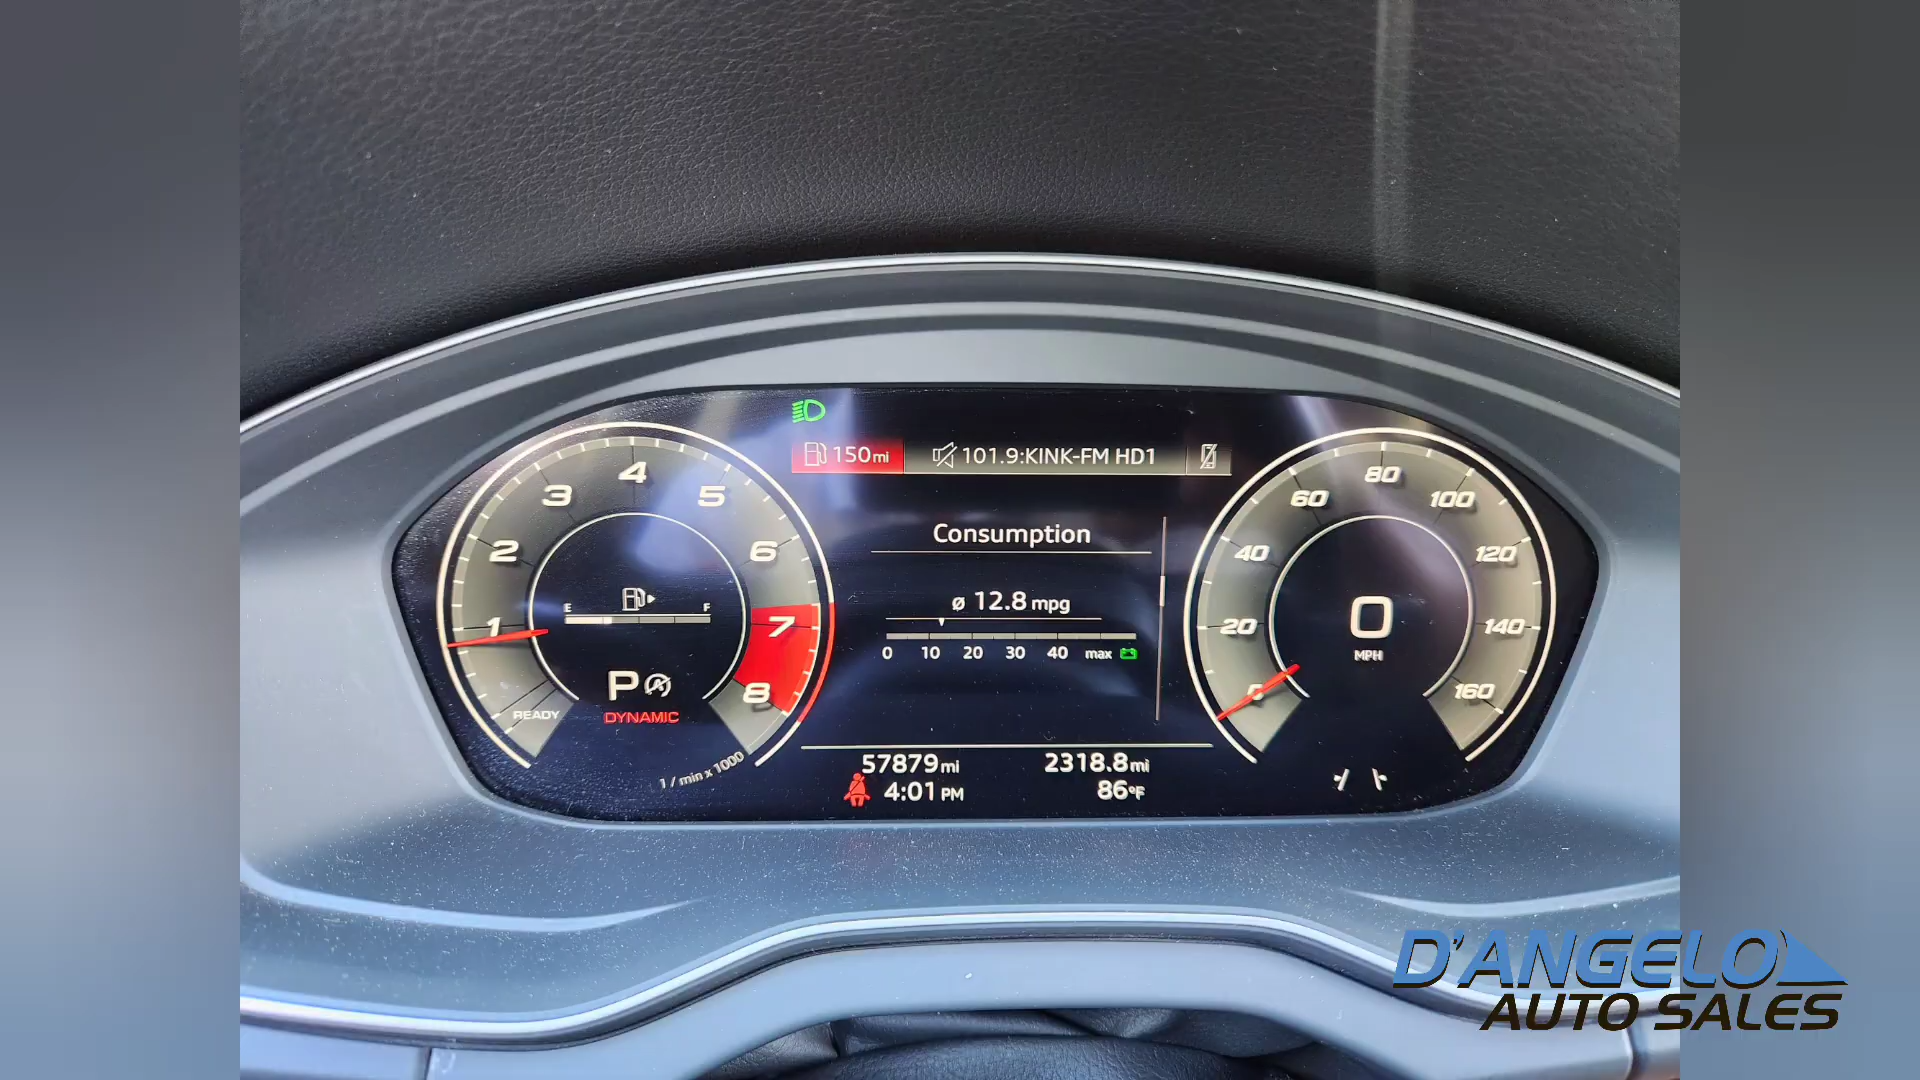 150mi
101.9:KINK-FM HD1
1 2 3 4 5 6 7 8
E F
READY
P
DYNAMIC
1 / min x 1000
Consumption
ø 12.8 mpg
0 10 20 30 40 max
57879mi 2318.8mi
4:01 PM 86°F
0 20 40 60 80 100 120 140 160
0
MPH
D'ANGELO
AUTO SALES